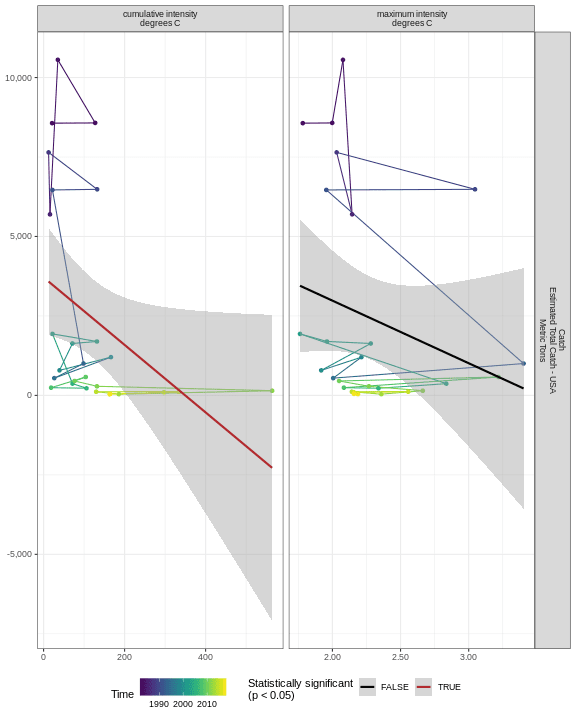 cumulative intensity
degrees C
maximum intensity
degrees C
10,000
5,000
0
-5,000
Catch
Estimated Total Catch - USA
Metric Tons
0
200
400
2.00
2.50
3.00
Time
1990 2000 2010
Statistically significant
(p < 0.05)
FALSE
TRUE